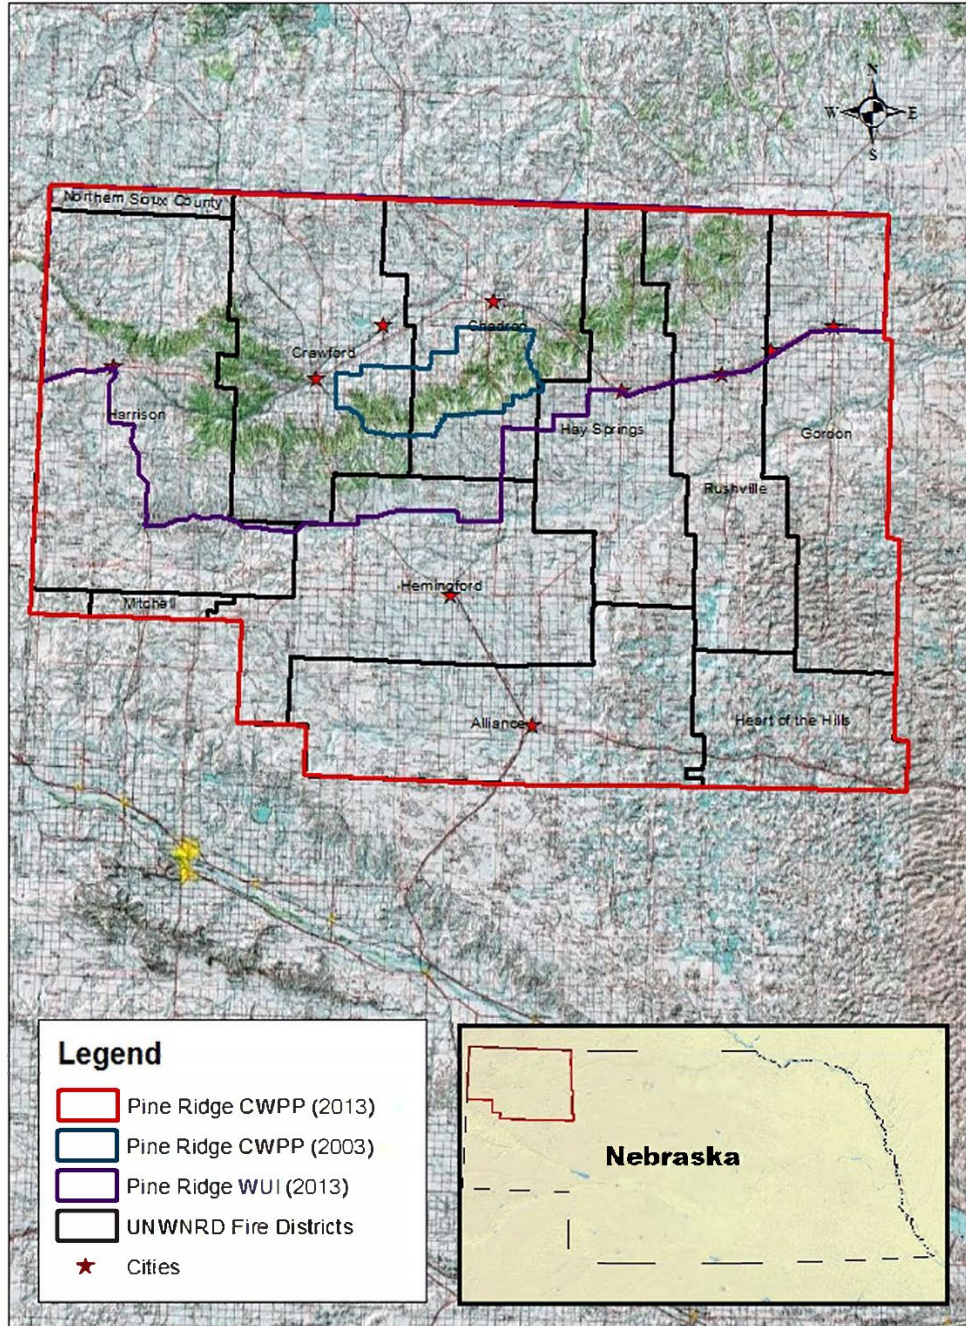 N
W E
S
Northern Sioux County
Chadron
Crawford
Harrison
Hay Springs
Gordon
Rushville
Hemingford
Mitchell
Alliance
Heart of the Hills
Legend
Pine Ridge CWPP (2013)
Pine Ridge CWPP (2003)
Pine Ridge WUI (2013)
UNWNRD Fire Districts
Cities
Nebraska